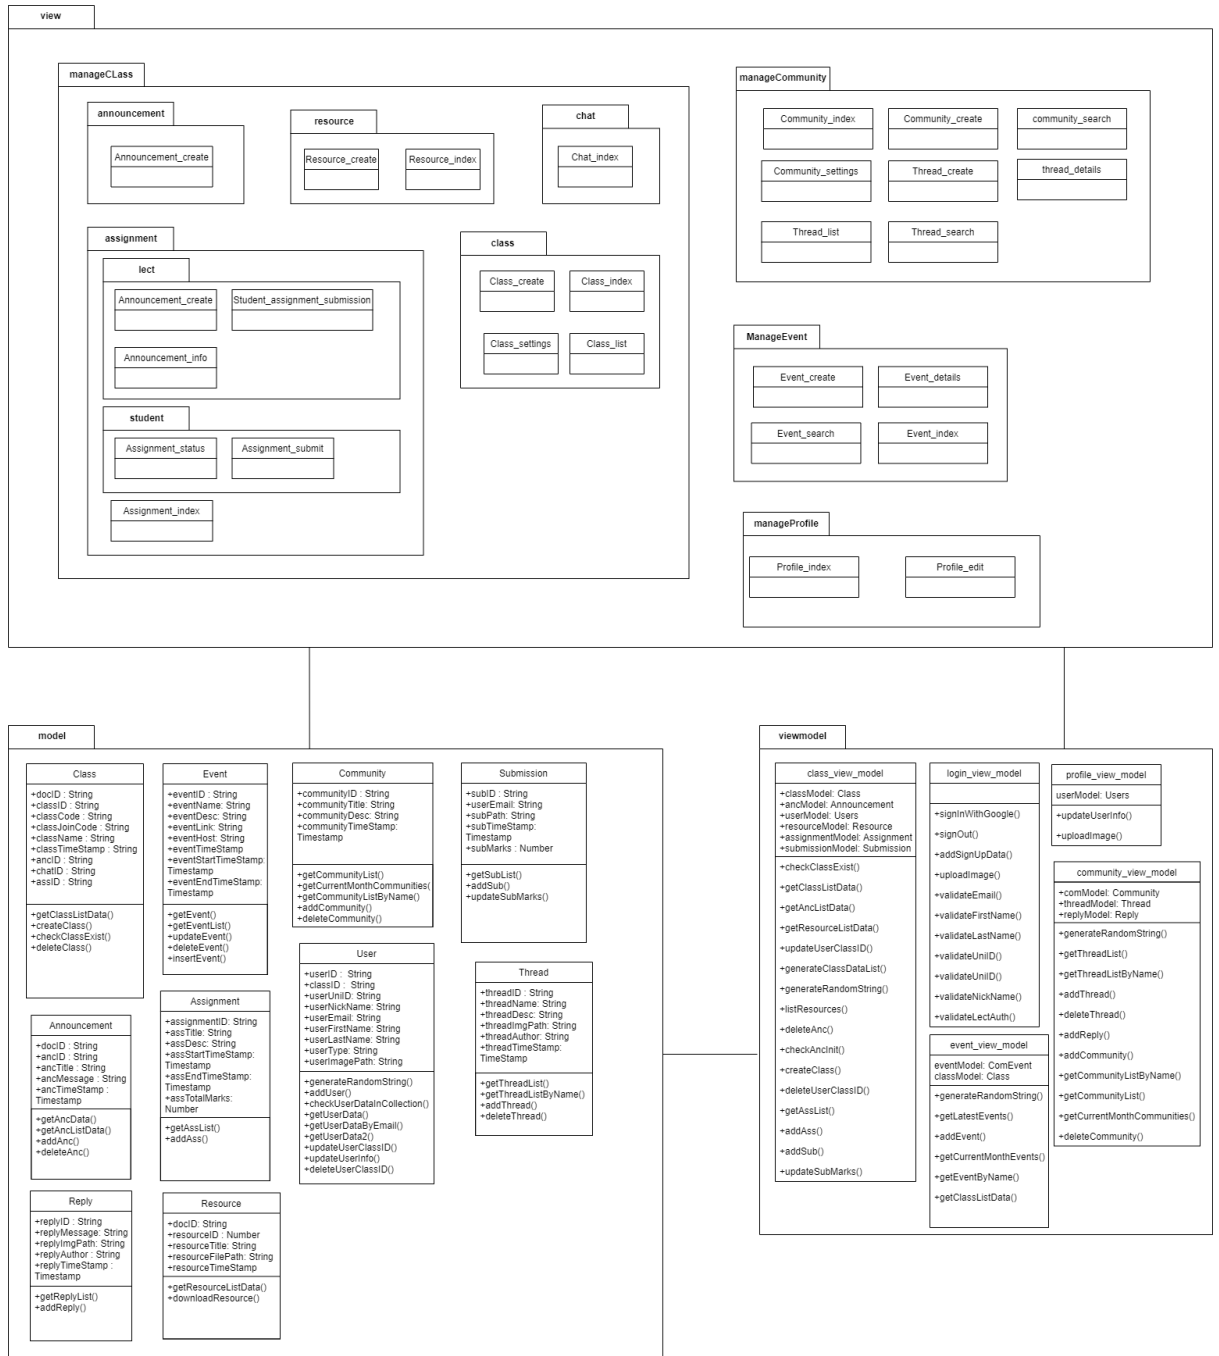 view
manageCLass
announcement
Announcement_create
resource
Resource_create
Resource_index
chat
Chat_index
assignment
lect
Announcement_create
Student_assignment_submission
Announcement_info
student
Assignment_status
Assignment_submit
Assignment_index
class
Class_create
Class_index
Class_settings
Class_list
manageCommunity
Community_index
Community_create
community_search
Community_settings
Thread_create
thread_details
Thread_list
Thread_search
ManageEvent
Event_create
Event_details
Event_search
Event_index
manageProfile
Profile_index
Profile_edit
model
Class
+docID : String
+classID : String
+classCode : String
+classJoinCode : String
+className : String
+classTimeStamp : String
+ancID : String
+chatID : String
+assID : String
+getClassListData()
+createClass()
+checkClassExist()
+deleteClass()
Event
+eventID : String
+eventName: String
+eventDesc: String
+eventLink: String
+eventHost: String
+eventTimeStamp
+eventStartTimeStamp:
Timestamp
+eventEndTimeStamp:
Timestamp
+getEvent()
+getEventList()
+updateEvent()
+deleteEvent()
+insertEvent()
Community
+communityID : String
+communityTitle: String
+communityDesc: String
+communityTimeStamp:
Timestamp
+getCommunityList()
+getCurrentMonthCommunities(
+getCommunityListByName()
+addCommunity()
+deleteCommunity()
Submission
+subID : String
+userEmail: String
+subPath: String
+subTimeStamp:
Timestamp
+subMarks : Number
+getSubList()
+addSub()
+updateSubMarks()
User
+userID : String
+classID : String
+userUniID: String
+userNickName: String
+userEmail: String
+userFirstName: String
+userLastName: String
+userType: String
+userImagePath: String
+generateRandomString()
+addUser()
+checkUserDataInCollection()
+getUserData()
+getUserDataByEmail()
+getUserData2()
+updateUserClassID()
+updateUserInfo()
+deleteUserClassID()
Thread
+threadID : String
+threadName: String
+threadDesc: String
+threadImgPath: String
+threadAuthor: String
+threadTimeStamp:
TimeStamp
+getThreadList()
+getThreadListByName()
+addThread()
+deleteThread()
Announcement
+docID : String
+ancID : String
+ancTitle : String
+ancMessage : String
+ancTimeStamp :
Timestamp
+getAncData()
+getAncListData()
+addAnc()
+deleteAnc()
Assignment
+assignmentID: String
+assTitle: String
+assDesc: String
+assStartTimeStamp:
Timestamp
+assEndTimeStamp:
Timestamp
+assTotalMarks:
Number
+getAssList()
+addAss()
Reply
+replyID : String
+replyMessage: String
+replyImgPath: String
+replyAuthor : String
+replyTimeStamp :
Timestamp
+getReplyList()
+addReply()
Resource
+docID: String
+resourceID : Number
+resourceTitle: String
+resourceFilePath: String
+resourceTimeStamp
+getResourceListData()
+downloadResource()
viewmodel
class_view_model
+classModel: Class
+ancModel: Announcement
+userModel: Users
+resourceModel: Resource
+assignmentModel: Assignment
+submissionModel: Submission
+checkClassExist()
+getClassListData()
+getAncListData()
+getResourceListData()
+updateUserClassID()
+generateClassDataList()
+generateRandomString()
+listResources()
+deleteAnc()
+checkAncInit()
+createClass()
+deleteUserClassID()
+getAssList()
+addAss()
+addSub()
+updateSubMarks()
login_view_model
+signInWithGoogle()
+signOut()
+addSignUpData()
+uploadImage()
+validateEmail()
+validateFirstName()
+validateLastName()
+validateUniID()
+validateUniID()
+validateNickName()
+validateLectAuth()
event_view_model
eventModel: ComEvent
classModel: Class
+generateRandomString()
+getLatestEvents()
+addEvent()
+getCurrentMonthEvents()
+getEventByName()
+getClassListData()
profile_view_model
userModel: Users
+updateUserInfo()
+uploadImage()
community_view_model
+comModel: Community
+threadModel: Thread
+replyModel: Reply
+generateRandomString()
+getThreadList()
+getThreadListByName()
+addThread()
+deleteThread()
+addReply()
+addCommunity()
+getCommunityListByName()
+getCommunityList()
+getCurrentMonthCommunities()
+deleteCommunity()